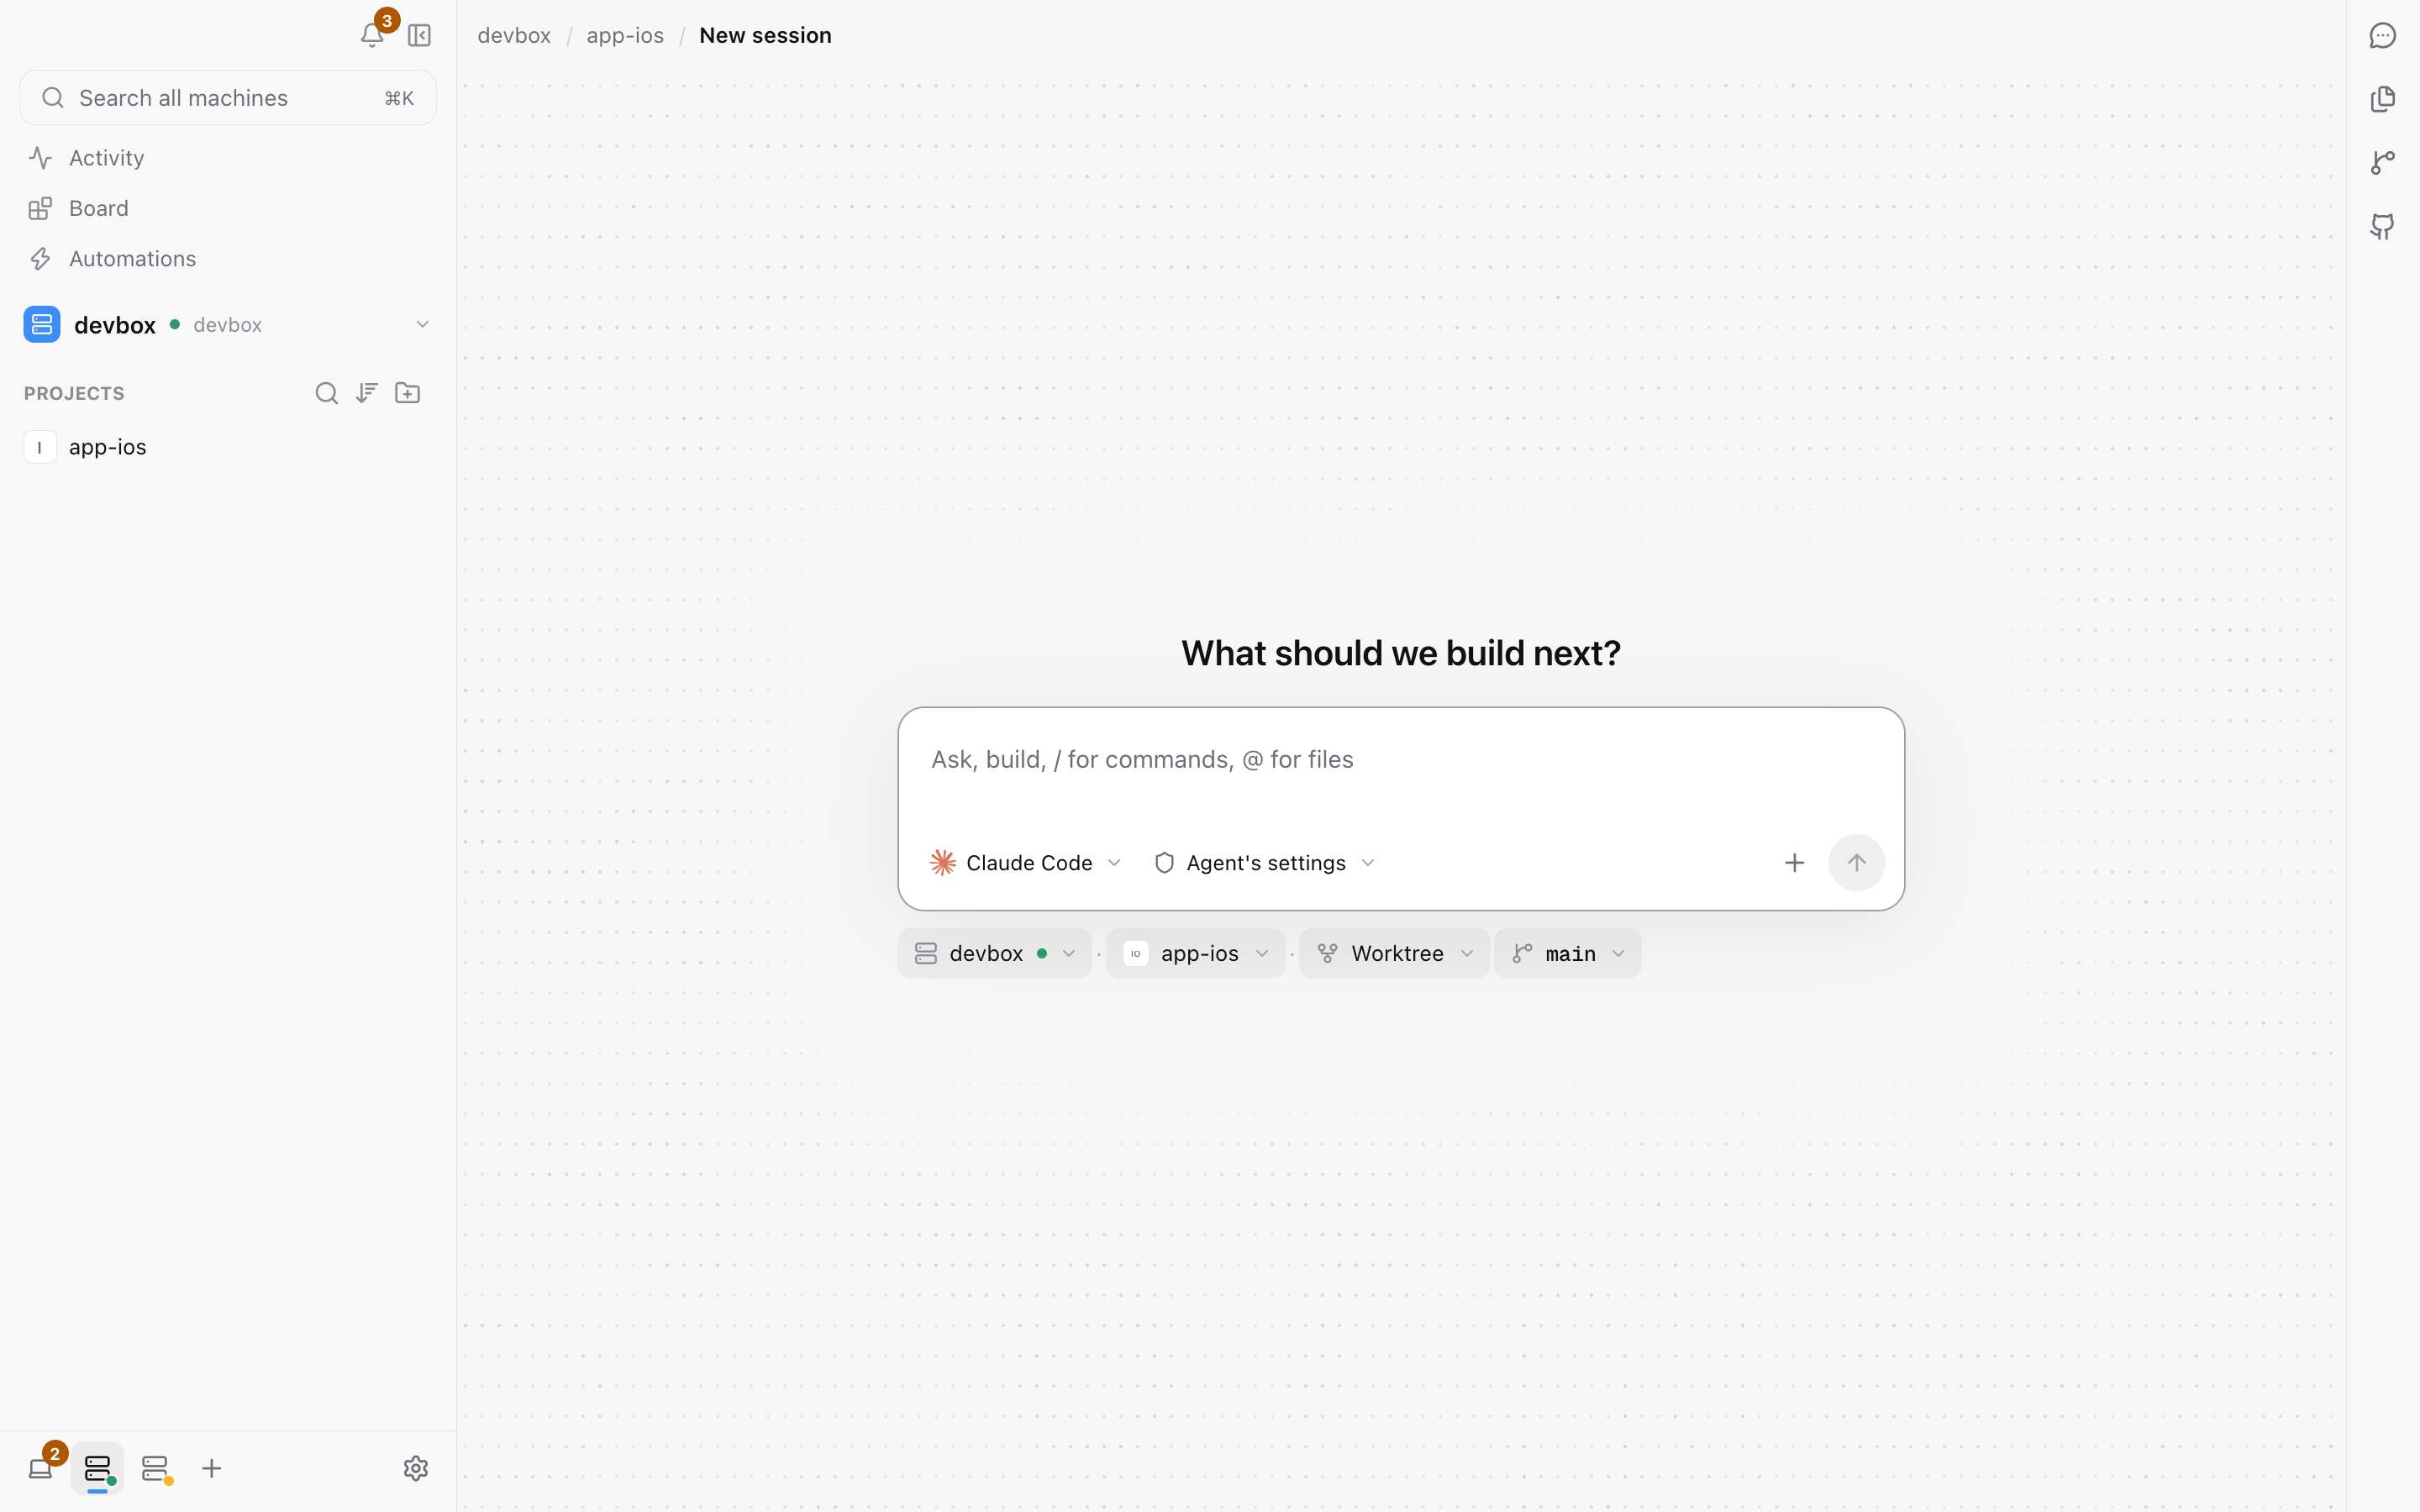 3
devbox / app-ios / New session
Search all machines ⌘K
Activity
Board
Automations
devbox devbox
PROJECTS
I app-ios
What should we build next?
Ask, build, / for commands, @ for files
Claude Code Agent's settings
devbox · IO app-ios · Worktree main
2